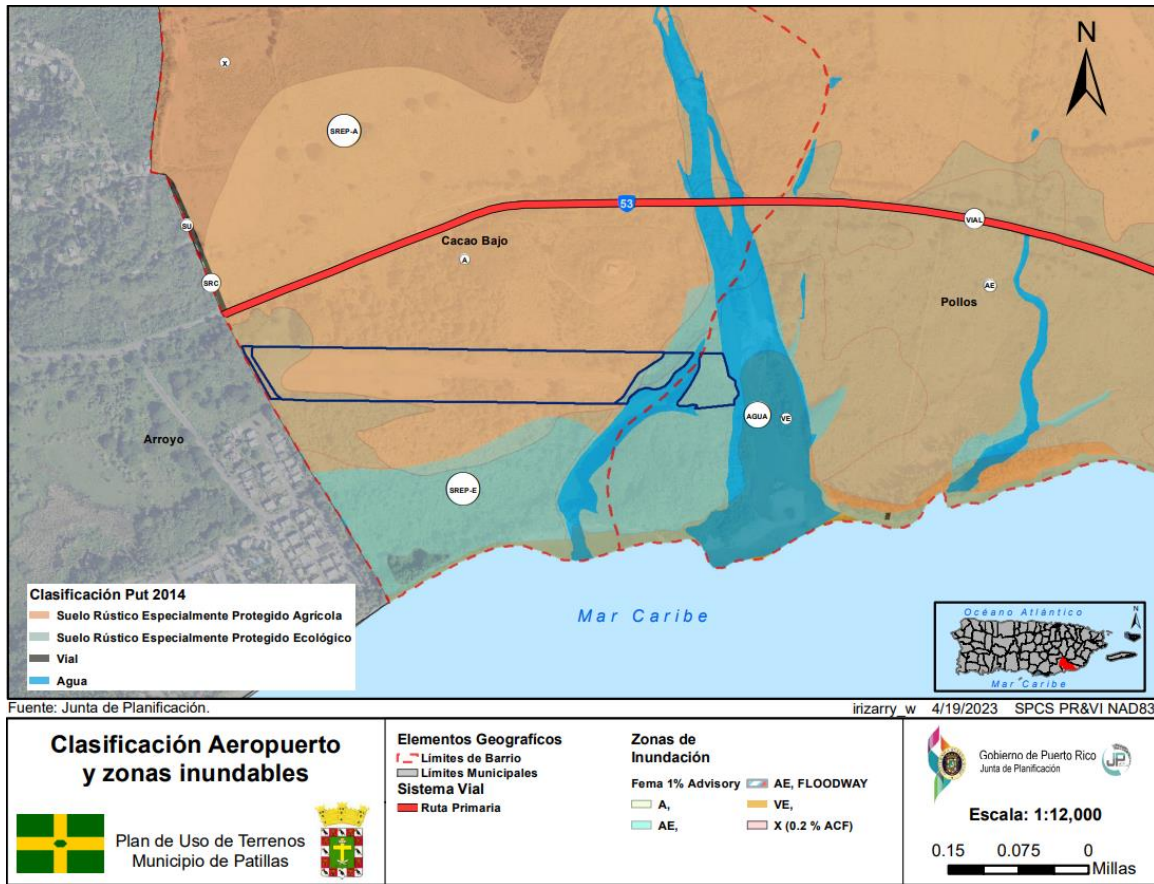 N
X
SREP-A
53
SU
Cacao Bajo
A
VIAL
SRC
AE
Pollos
AGUA
VE
Arroyo
SREP-E
Mar Caribe
Clasificación Put 2014
Suelo Rústico Especialmente Protegido Agrícola
Suelo Rústico Especialmente Protegido Ecológico
Vial
Agua
Océano Atlántico
N
Mar Caribe
Fuente: Junta de Planificación.
irizarry_w 4/19/2023 SPCS PR&VI NAD83
Clasificación Aeropuerto
y zonas inundables
Plan de Uso de Terrenos
Municipio de Patillas
Elementos Geograficos
Límites de Barrio
Límites Municipales
Sistema Vial
Ruta Primaria
Zonas de
Inundación
Fema 1% Advisory
A,
AE,
AE, FLOODWAY
VE,
X (0.2 % ACF)
Gobierno de Puerto Rico
Junta de Planificación
JP
Escala: 1:12,000
0.15 0.075 0
Millas